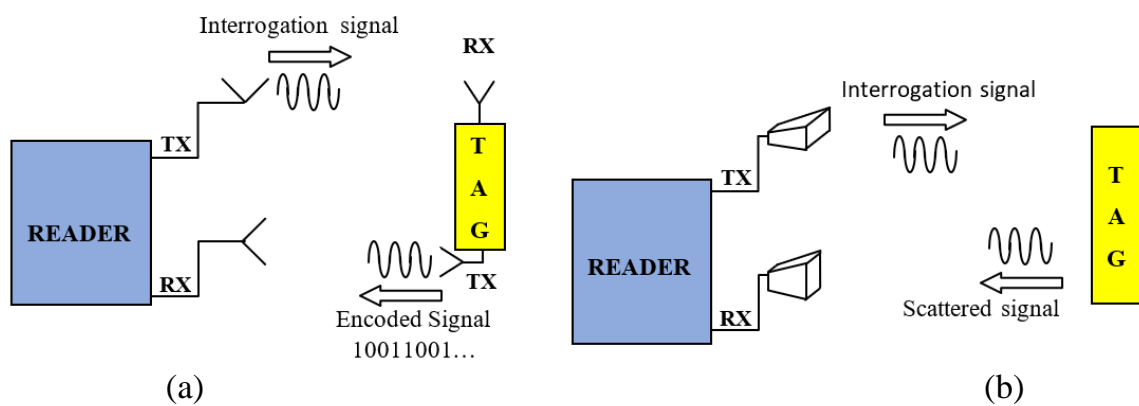 Interrogation signal
RX
TX
READER
RX
T
A
G
TX
Encoded Signal
10011001…
(a)
Interrogation signal
TX
READER
RX
T
A
G
Scattered signal
(b)